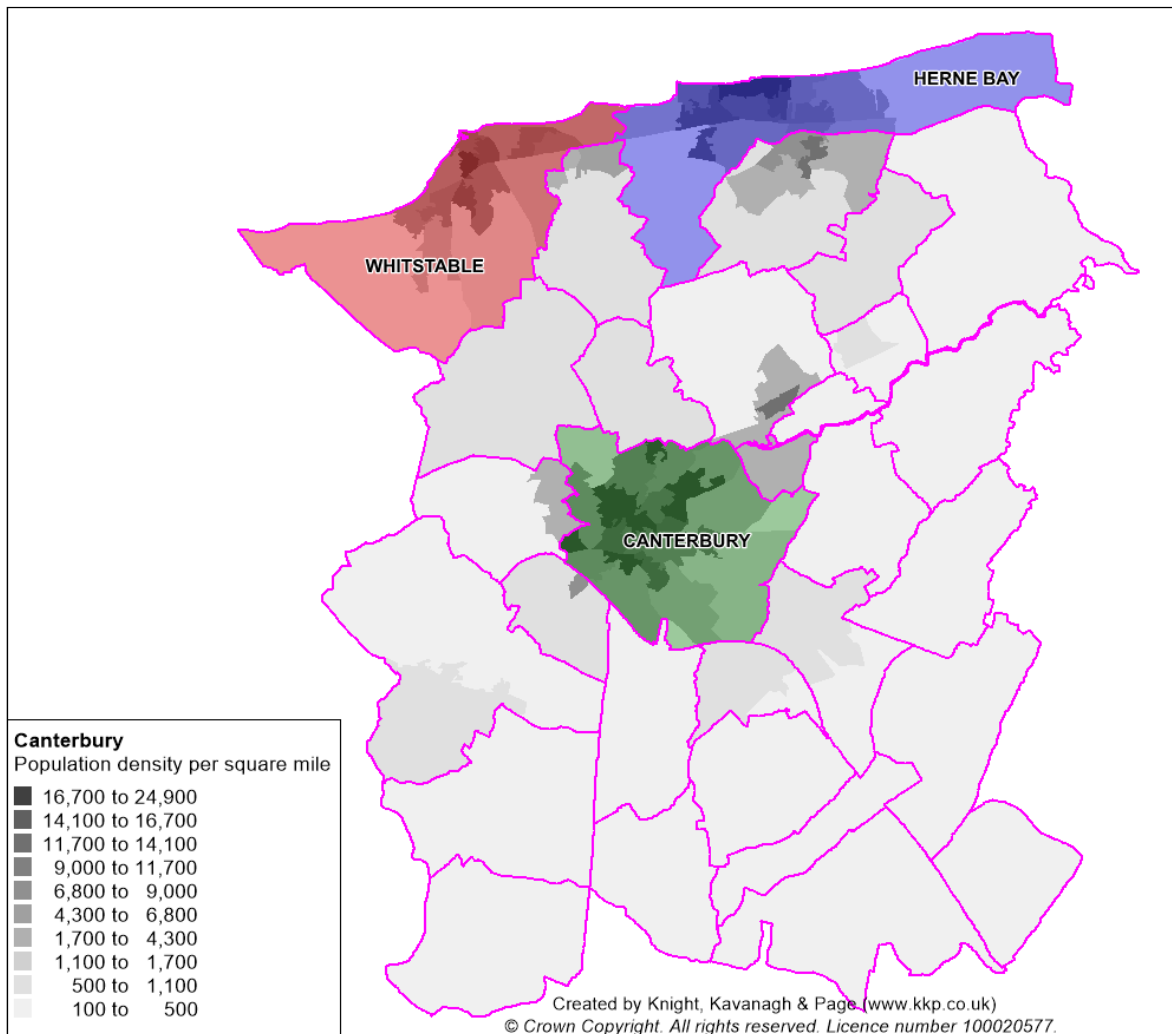 HERNE BAY
WHITSTABLE
CANTERBURY
Canterbury
Population density per square mile
16,700 to 24,900
14,100 to 16,700
11,700 to 14,100
9,000 to 11,700
6,800 to 9,000
4,300 to 6,800
1,700 to 4,300
1,100 to 1,700
500 to 1,100
100 to 500
Created by Knight, Kavanagh & Page (www.kkp.co.uk)
© Crown Copyright. All rights reserved. Licence number 100020577.